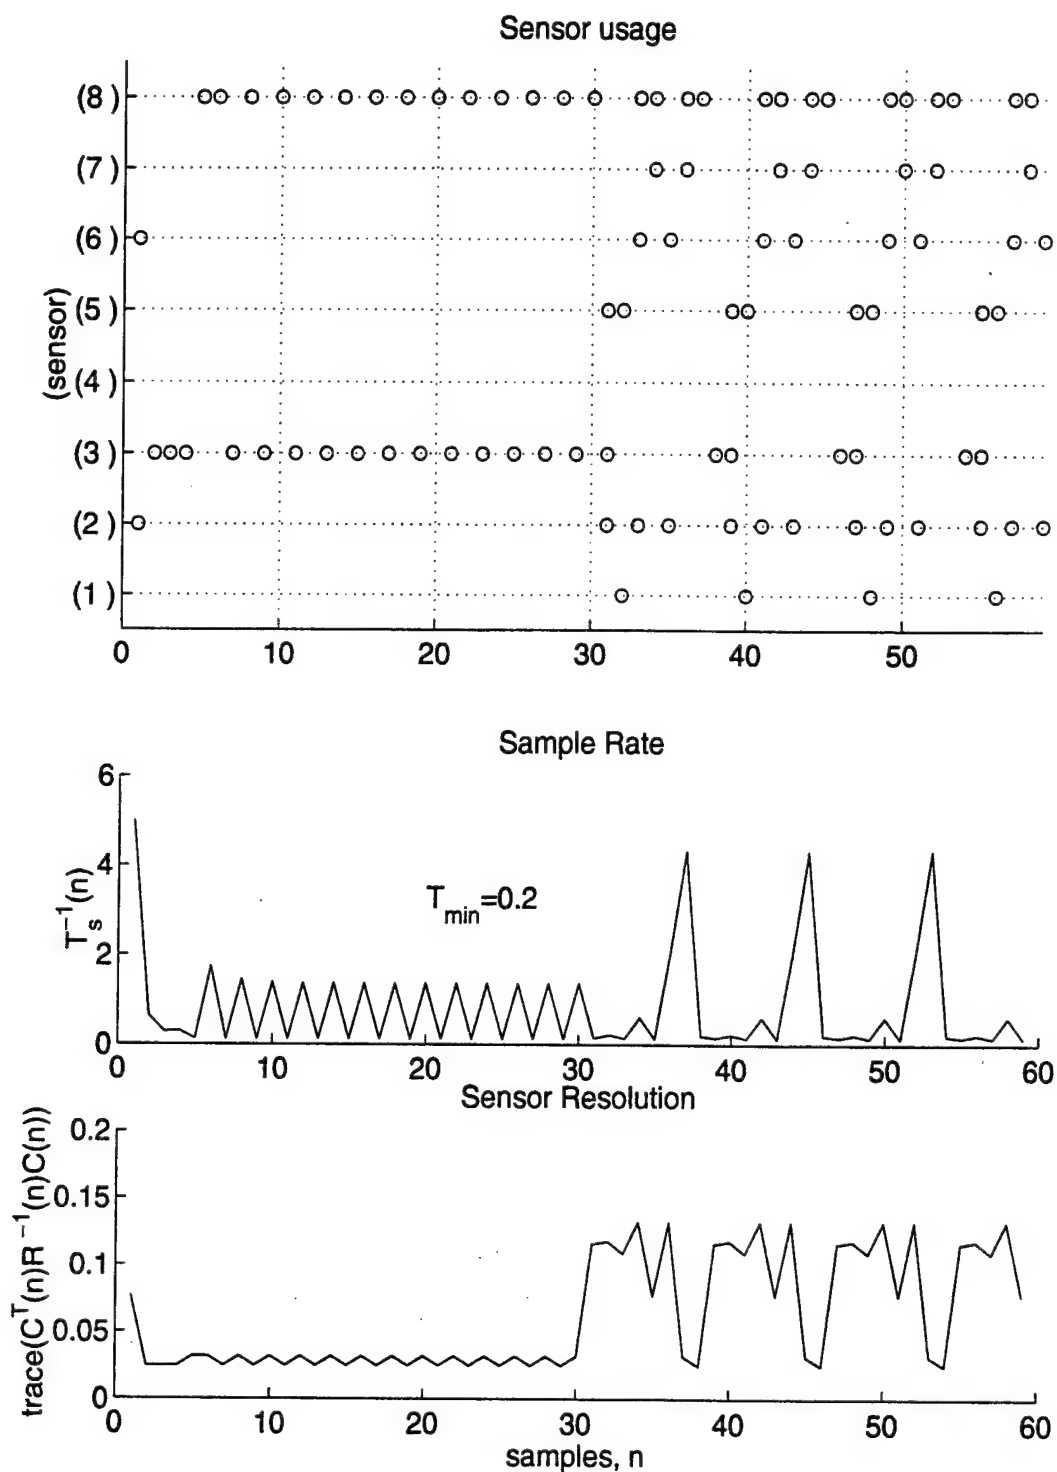 Sensor usage
(8)
(7)
(6)
(5)
(4)
(3)
(2)
(1)
(sensor)
0 10 20 30 40 50
Sample Rate
6
4
2
0
T_s^{-1}(n)
T_min=0.2
0 10 20 30 40 50 60
Sensor Resolution
0.2
0.15
0.1
0.05
0
trace(C^T(n)R^{-1}(n)C(n))
0 10 20 30 40 50 60
samples, n